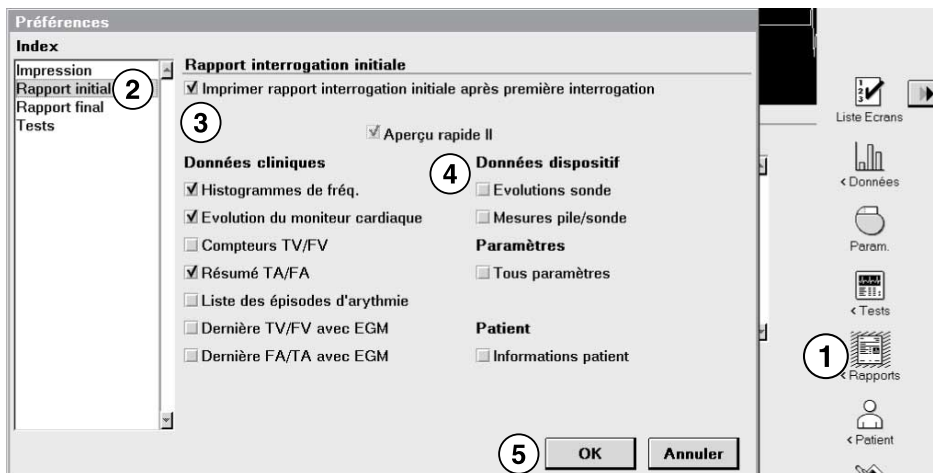 Préférences
Index
Impression
Rapport initial
Rapport final
Tests
2
Rapport interrogation initiale
Imprimer rapport interrogation initiale après première interrogation
3
Aperçu rapide II
Données cliniques
Histogrammes de fréq.
Evolution du moniteur cardiaque
Compteurs TV/FV
Résumé TA/FA
Liste des épisodes d'arythmie
Dernière TV/FV avec EGM
Dernière FA/TA avec EGM
4
Données dispositif
Evolutions sonde
Mesures pile/sonde
Paramètres
Tous paramètres
Patient
Informations patient
5
OK
Annuler
1
2
3
Liste Ecrans
< Données
Param.
< Tests
1
< Rapports
< Patient